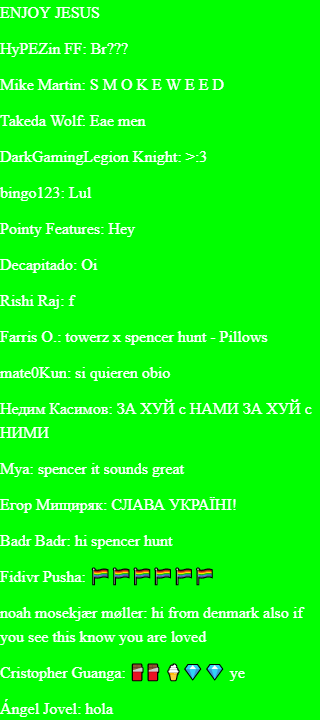 ENJOY JESUS
HyPEZin FF: Br???
Mike Martin: S M O K E W E E D
Takeda Wolf: Eae men
DarkGamingLegion Knight: >:3
bingo123: Lul
Pointy Features: Hey
Decapitado: Oi
Rishi Raj: f
Farris O.: towerz x spencer hunt - Pillows
mate0Kun: si quieren obio
Недим Касимов: ЗА ХУЙ с НАМИ ЗА ХУЙ с
НИМИ
Mya: spencer it sounds great
Егор Мищиряк: СЛАВА УКРАЇНІ!
Badr Badr: hi spencer hunt
Fidivr Pusha:
noah mosekjær møller: hi from denmark also if
you see this know you are loved
Cristopher Guanga: ye
Ángel Jovel: hola